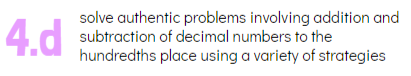 4.d
solve authentic problems involving addition and
subtraction of decimal numbers to the
hundredths place using a variety of strategies